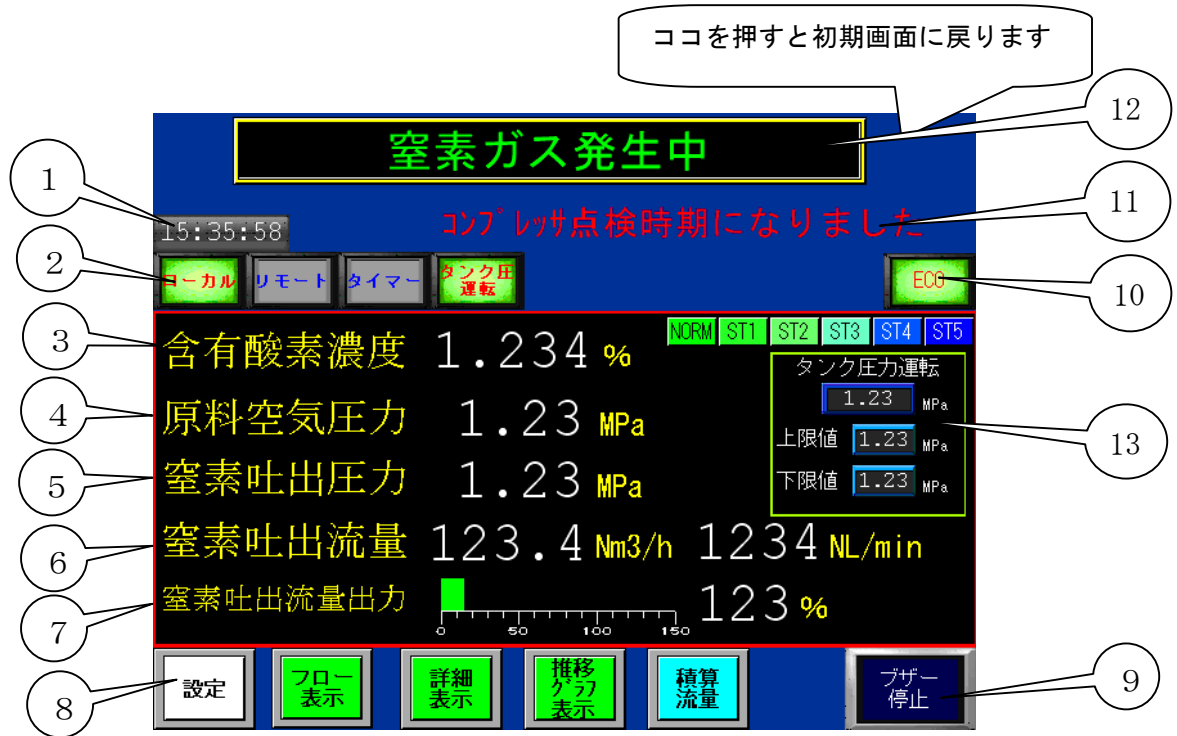 ココを押すと初期画面に戻ります
12
窒素ガス発生中
1
15:35:58
コンプレッサ点検時期になりました
11
2
ローカル
リモート
タイマー
タンク圧
運転
ECO
10
NORM ST1 ST2 ST3 ST4 ST5
3
含有酸素濃度 1.234 %
タンク圧力運転
1.23 MPa
4
原料空気圧力 1.23 MPa
上限値 1.23 MPa
13
5
窒素吐出圧力 1.23 MPa
下限値 1.23 MPa
6
窒素吐出流量 123.4 Nm3/h 1234 NL/min
7
窒素吐出流量出力 123 %
0 50 100 150
8
設定
フロー
表示
詳細
表示
推移
グラフ
表示
積算
流量
ブザー
停止
9